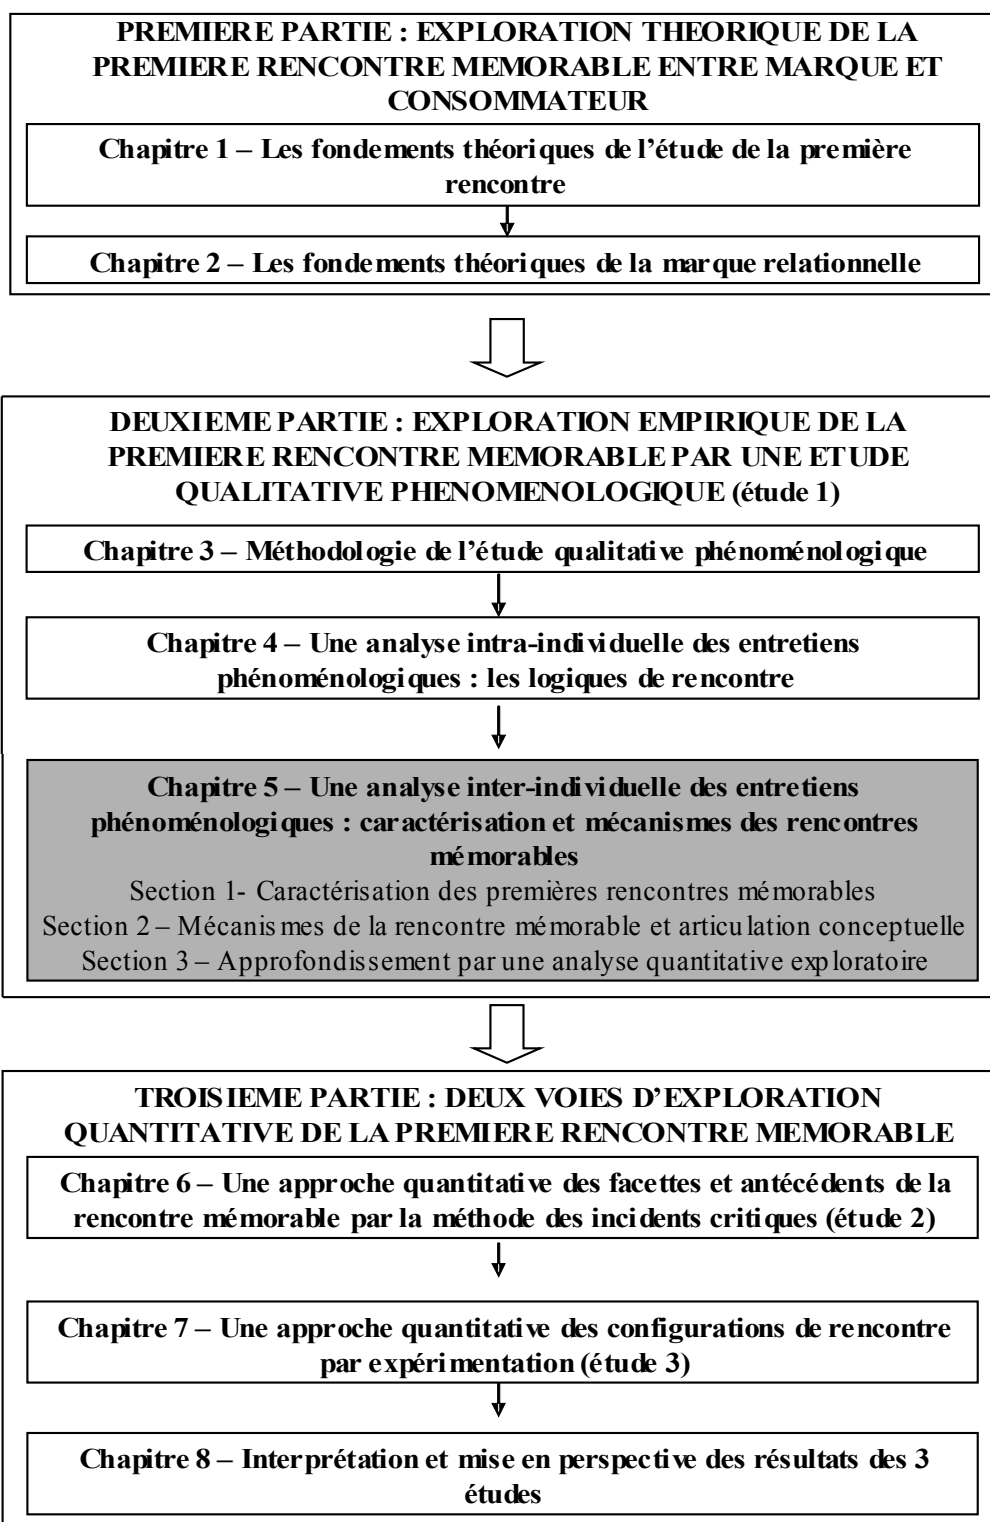 PREMIERE PARTIE : EXPLORATION THEORIQUE DE LA
PREMIERE RENCONTRE MEMORABLE ENTRE MARQUE ET
CONSOMMATEUR
Chapitre 1 – Les fondements théoriques de l’étude de la première
rencontre
Chapitre 2 – Les fondements théoriques de la marque relationnelle
DEUXIEME PARTIE : EXPLORATION EMPIRIQUE DE LA
PREMIERE RENCONTRE MEMORABLE PAR UNE ETUDE
QUALITATIVE PHENOMENOLOGIQUE (étude 1)
Chapitre 3 – Méthodologie de l’étude qualitative phénoménologique
Chapitre 4 – Une analyse intra-individuelle des entretiens
phénoménologiques : les logiques de rencontre
Chapitre 5 – Une analyse inter-individuelle des entretiens
phénoménologiques : caractérisation et mécanismes des rencontres
mémorables
Section 1- Caractérisation des premières rencontres mémorables
Section 2 – Mécanismes de la rencontre mémorable et articulation conceptuelle
Section 3 – Approfondissement par une analyse quantitative exploratoire
TROISIEME PARTIE : DEUX VOIES D’EXPLORATION
QUANTITATIVE DE LA PREMIERE RENCONTRE MEMORABLE
Chapitre 6 – Une approche quantitative des facettes et antécédents de la
rencontre mémorable par la méthode des incidents critiques (étude 2)
Chapitre 7 – Une approche quantitative des configurations de rencontre
par expérimentation (étude 3)
Chapitre 8 – Interprétation et mise en perspective des résultats des 3
études